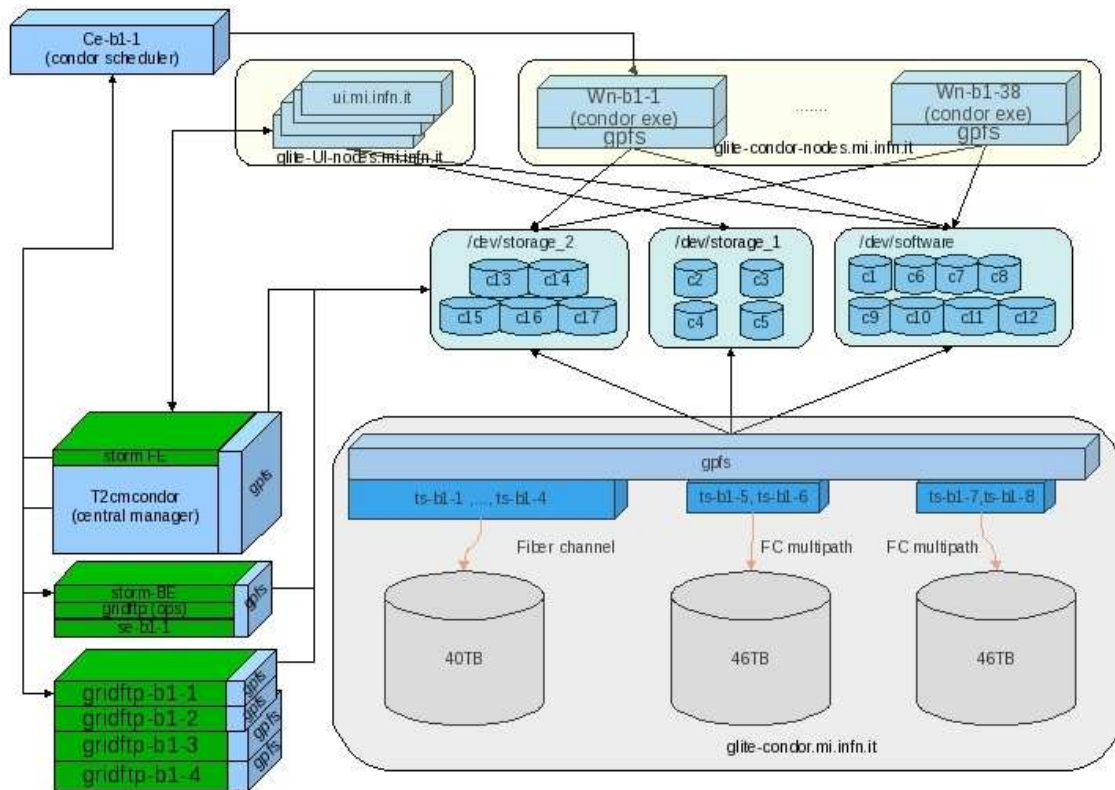 Ce-b1-1
(condor scheduler)
ui.mi.infn.it
glite-UI-nodes.mi.infn.it
Wn-b1-1
(condor exe)
gpfs
.......
Wn-b1-38
(condor exe)
gpfs
glite-condor-nodes.mi.infn.it
/dev/storage_2
c13
c14
c15
c16
c17
/dev/storage_1
c2
c3
c4
c5
/dev/software
c1
c6
c7
c8
c9
c10
c11
c12
storm FE
T2cmcondor
(central manager)
gpfs
storm-BE
gridftp (ops)
se-b1-1
gpfs
gridftp-b1-1
gridftp-b1-2
gridftp-b1-3
gridftp-b1-4
gpfs
gpfs
gpfs
gpfs
gpfs
ts-b1-1 ,...., ts-b1-4
ts-b1-5, ts-b1-6
ts-b1-7,ts-b1-8
Fiber channel
FC multipath
FC multipath
40TB
46TB
46TB
glite-condor.mi.infn.it